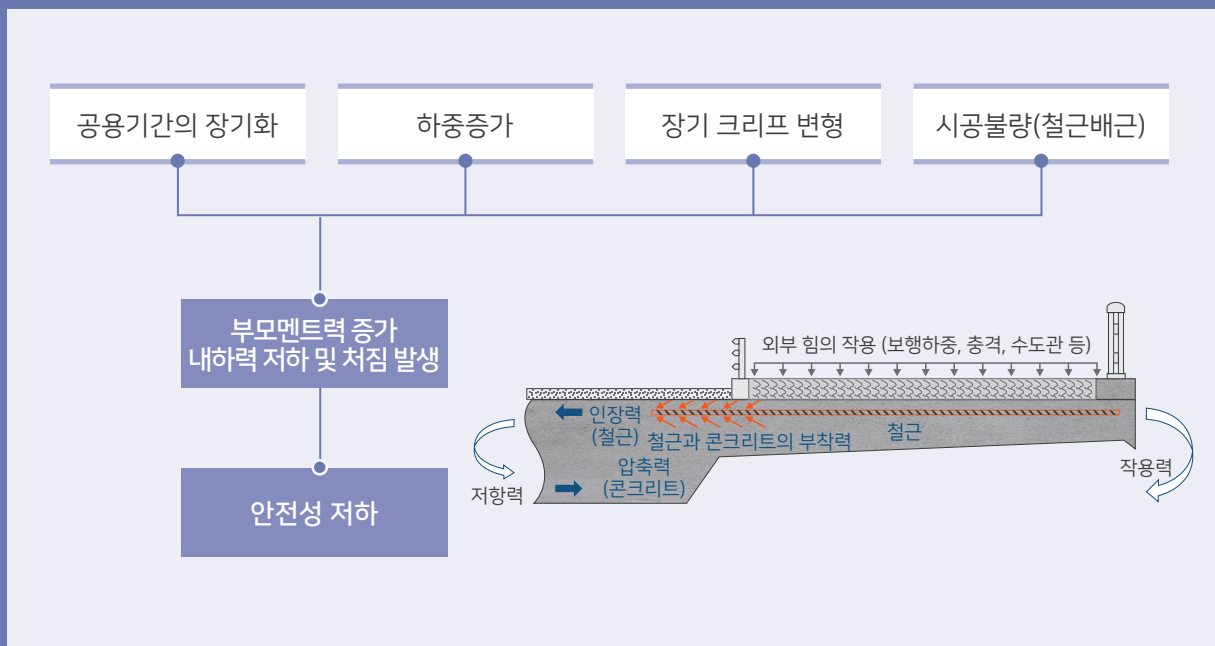 공용기간의 장기화
하중증가
장기 크리프 변형
시공불량(철근배근)
부모멘트력 증가
내하력 저하 및 처짐 발생
안전성 저하
외부 힘의 작용 (보행하중, 충격, 수도관 등)
인장력
(철근)
철근과 콘크리트의 부착력
철근
압축력
(콘크리트)
저항력
작용력